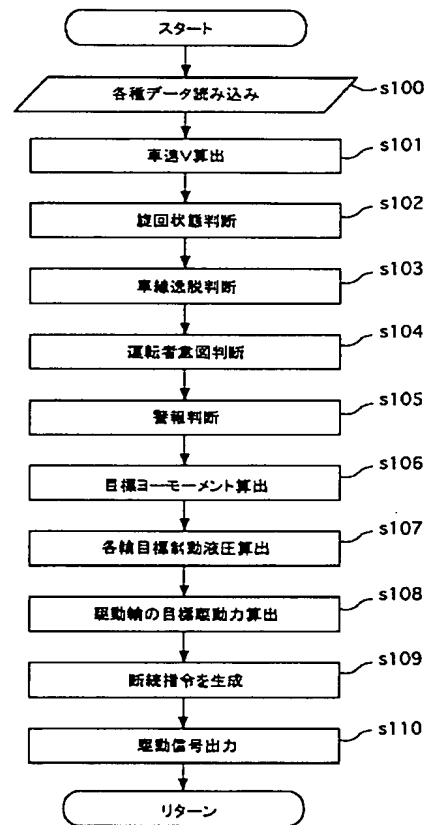 スタート
各種データ読み込み
s100
車速V算出
s101
旋回状態判断
s102
車線逸脱判断
s103
運転者意図判断
s104
警報判断
s105
目標ヨーモーメント算出
s106
各輪目標制動液圧算出
s107
駆動輪の目標駆動力算出
s108
断続指令を生成
s109
駆動信号出力
s110
リターン